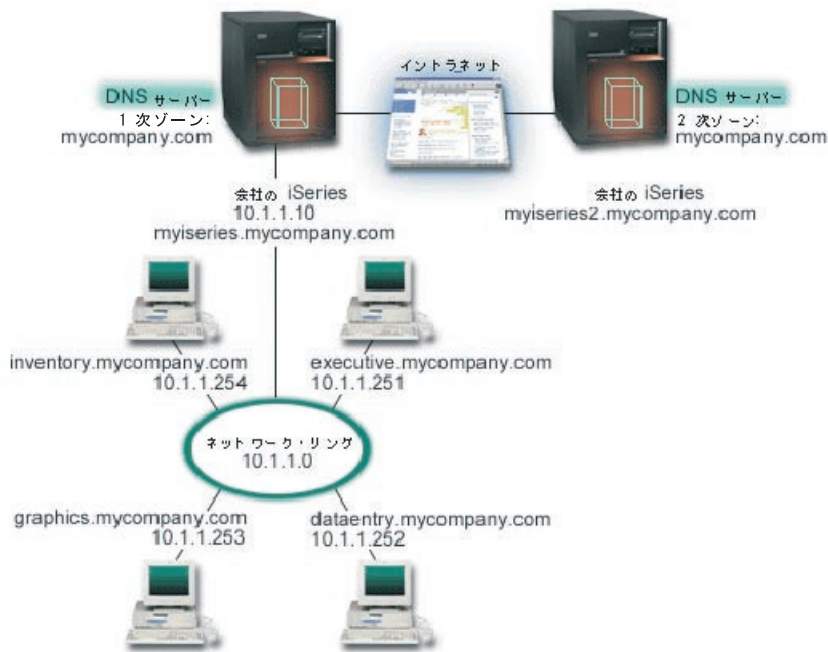 イントラネット
DNS サーバー
1 次ゾーン:
mycompany.com
DNS サーバー
2 次ゾーン:
mycompany.com
会社の iSeries
10.1.1.10
myiseries.mycompany.com
会社の iSeries
myiseries2.mycompany.com
inventory.mycompany.com
10.1.1.254
executive.mycompany.com
10.1.1.251
ネットワーク・リング
10.1.1.0
graphics.mycompany.com
10.1.1.253
dataentry.mycompany.com
10.1.1.252